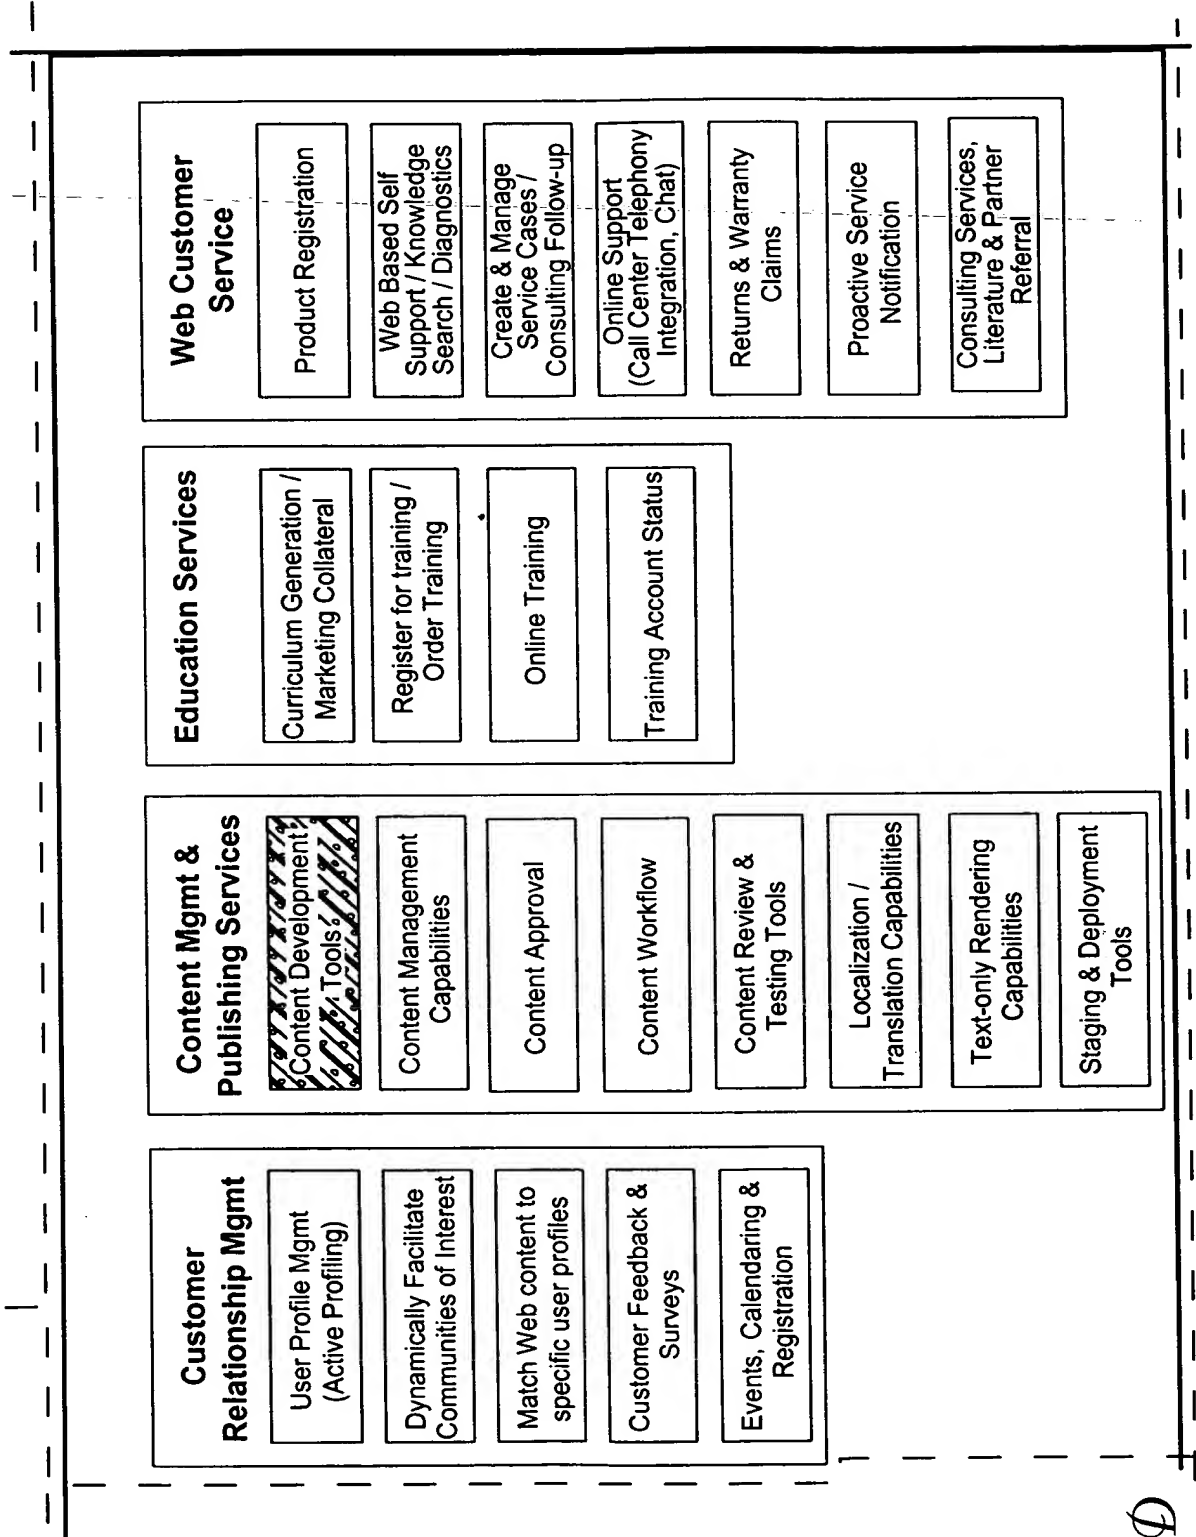 Customer
Relationship Mgmt
User Profile Mgmt
(Active Profiling)
Dynamically Facilitate
Communities of Interest
Match Web content to
specific user profiles
Customer Feedback &
Surveys
Events, Calendaring &
Registration
Content Mgmt &
Publishing Services
Content Development
Tools
Content Management
Capabilities
Content Approval
Content Workflow
Content Review &
Testing Tools
Localization /
Translation Capabilities
Text-only Rendering
Capabilities
Staging & Deployment
Tools
Education Services
Curriculum Generation /
Marketing Collateral
Register for training /
Order Training
Online Training
Training Account Status
Web Customer
Service
Product Registration
Web Based Self
Support / Knowledge
Search / Diagnostics
Create & Manage
Service Cases /
Consulting Follow-up
Online Support
(Call Center Telephony
Integration, Chat)
Returns & Warranty
Claims
Proactive Service
Notification
Consulting Services,
Literature & Partner
Referral
D